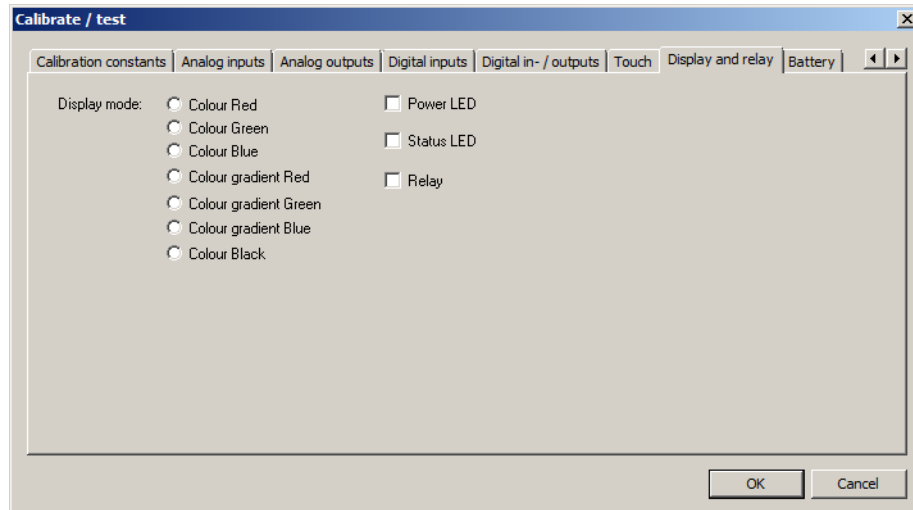 Calibrate / test
Calibration constants Analog inputs Analog outputs Digital inputs Digital in- / outputs Touch Display and relay Battery
Display mode:
Colour Red
Colour Green
Colour Blue
Colour gradient Red
Colour gradient Green
Colour gradient Blue
Colour Black
Power LED
Status LED
Relay
OK Cancel